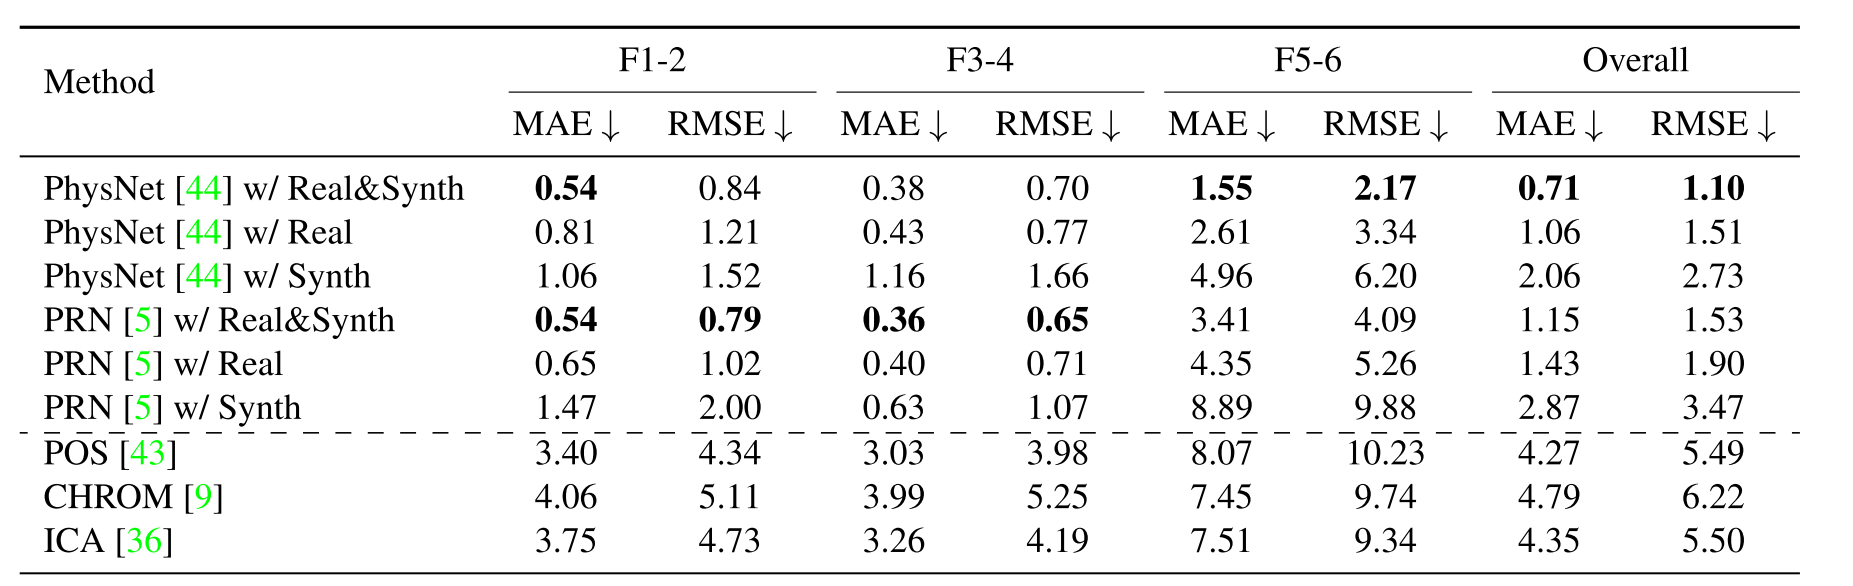 Method F1-2 F3-4 F5-6 Overall
MAE ↓ RMSE ↓ MAE ↓ RMSE ↓ MAE ↓ RMSE ↓ MAE ↓ RMSE ↓
PhysNet [44] w/ Real&Synth 0.54 0.84 0.38 0.70 1.55 2.17 0.71 1.10
PhysNet [44] w/ Real 0.81 1.21 0.43 0.77 2.61 3.34 1.06 1.51
PhysNet [44] w/ Synth 1.06 1.52 1.16 1.66 4.96 6.20 2.06 2.73
PRN [5] w/ Real&Synth 0.54 0.79 0.36 0.65 3.41 4.09 1.15 1.53
PRN [5] w/ Real 0.65 1.02 0.40 0.71 4.35 5.26 1.43 1.90
PRN [5] w/ Synth 1.47 2.00 0.63 1.07 8.89 9.88 2.87 3.47
POS [43] 3.40 4.34 3.03 3.98 8.07 10.23 4.27 5.49
CHROM [9] 4.06 5.11 3.99 5.25 7.45 9.74 4.79 6.22
ICA [36] 3.75 4.73 3.26 4.19 7.51 9.34 4.35 5.50